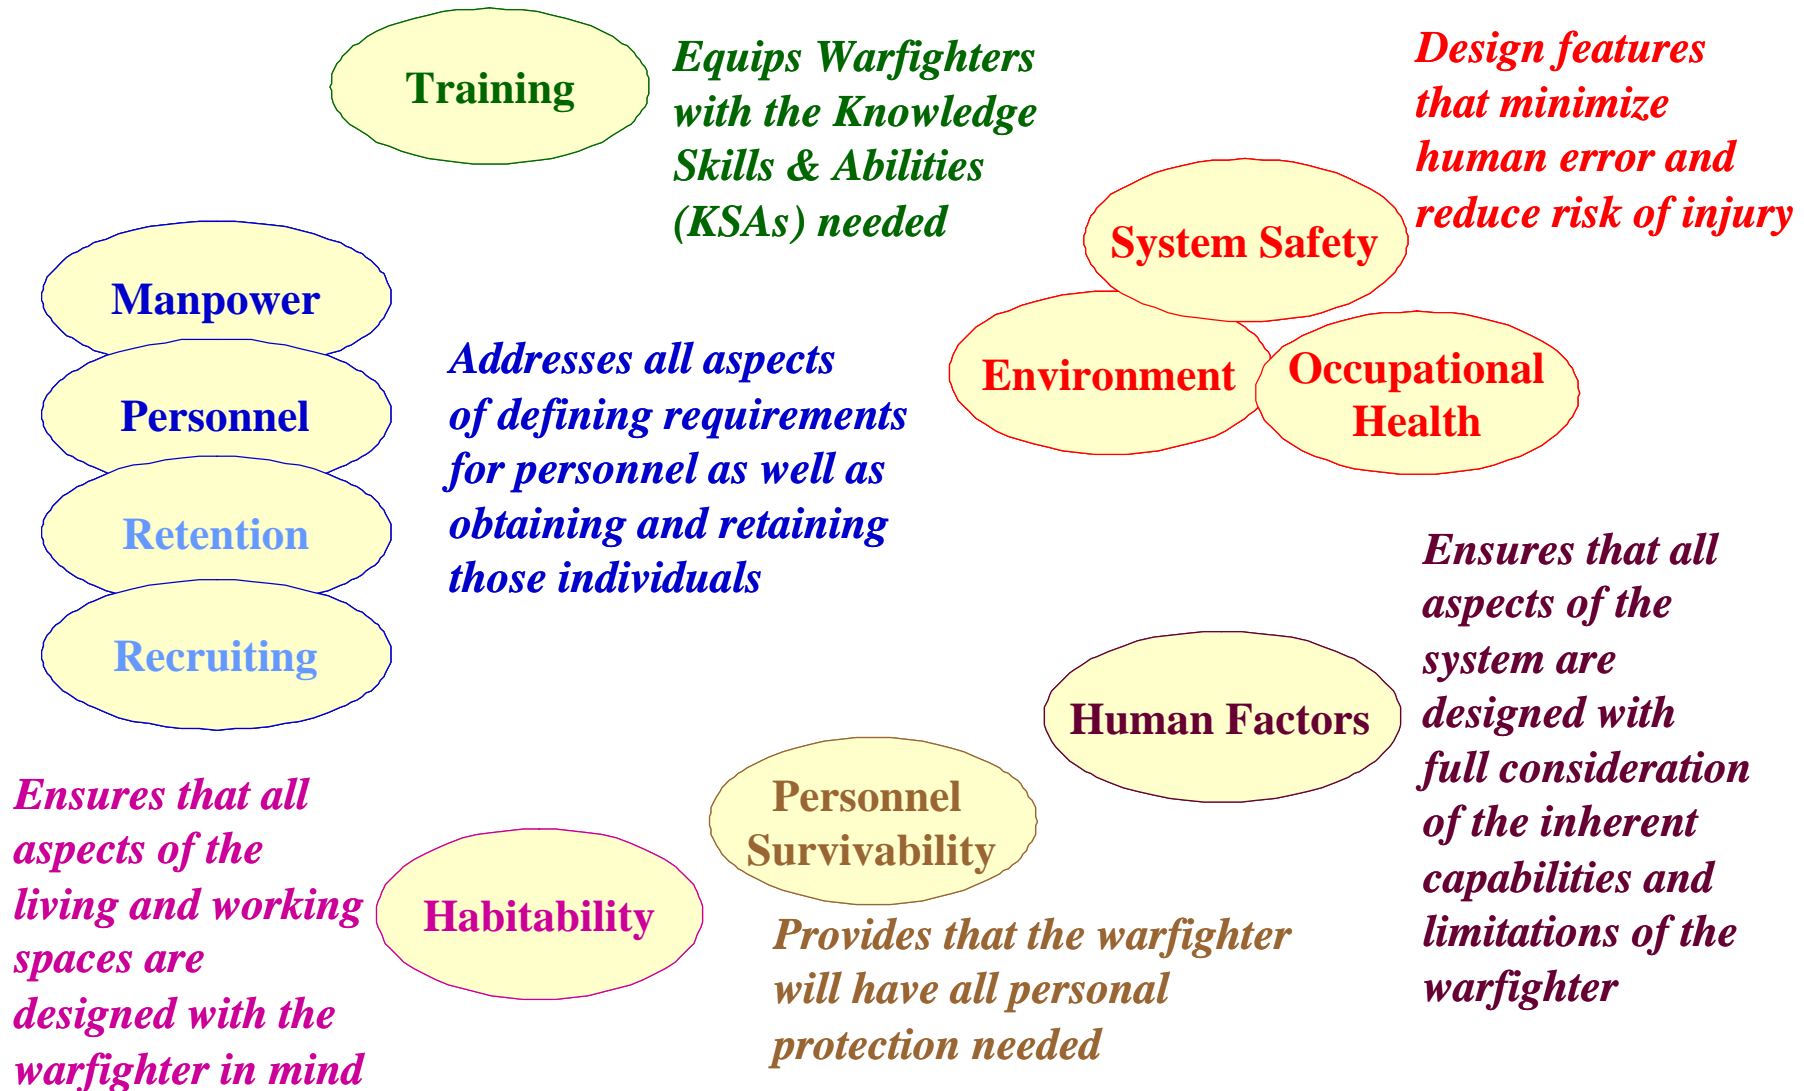 Training
Equips Warfighters
with the Knowledge
Skills & Abilities
(KSAs) needed
Design features
that minimize
human error and
reduce risk of injury
System Safety
Environment
Occupational
Health
Manpower
Personnel
Retention
Recruiting
Addresses all aspects
of defining requirements
for personnel as well as
obtaining and retaining
those individuals
Human Factors
Ensures that all
aspects of the
system are
designed with
full consideration
of the inherent
capabilities and
limitations of the
warfighter
Personnel
Survivability
Provides that the warfighter
will have all personal
protection needed
Habitability
Ensures that all
aspects of the
living and working
spaces are
designed with the
warfighter in mind